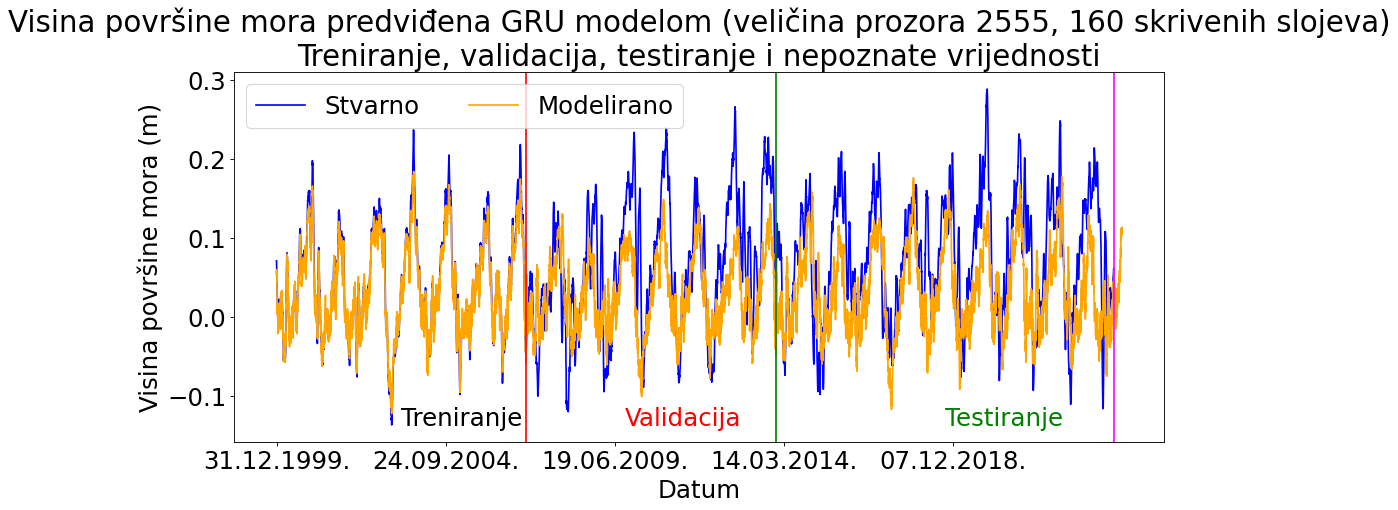 Visina površine mora predviđena GRU modelom (veličina prozora 2555, 160 skrivenih slojeva)
Treniranje, validacija, testiranje i nepoznate vrijednosti
Stvarno
Modelirano
Visina površine mora (m)
0.3
0.2
0.1
0.0
−0.1
Treniranje
Validacija
Testiranje
31.12.1999.
24.09.2004.
19.06.2009.
14.03.2014.
07.12.2018.
Datum